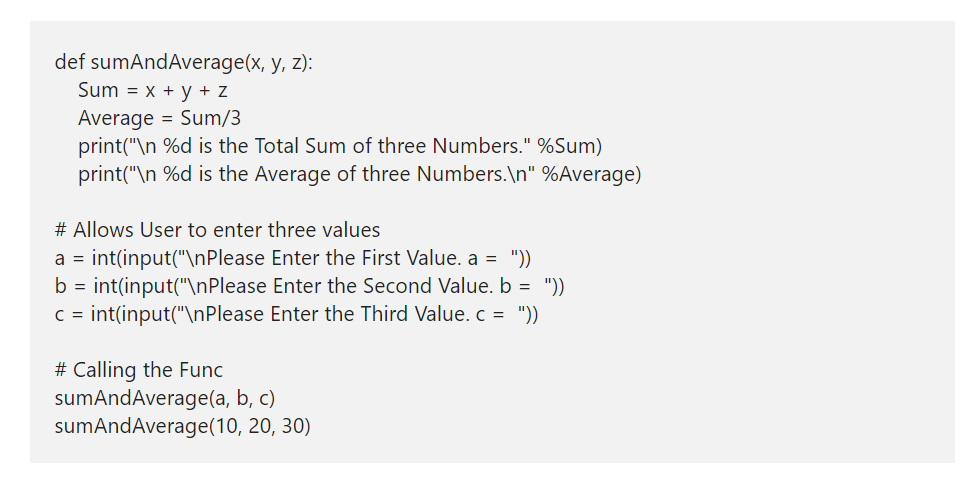 def sumAndAverage(x, y, z):
    Sum = x + y + z
    Average = Sum/3
    print("\n %d is the Total Sum of three Numbers." %Sum)
    print("\n %d is the Average of three Numbers.\n" %Average)

# Allows User to enter three values
a = int(input("\nPlease Enter the First Value. a =  "))
b = int(input("\nPlease Enter the Second Value. b =  "))
c = int(input("\nPlease Enter the Third Value. c =  "))

# Calling the Func
sumAndAverage(a, b, c)
sumAndAverage(10, 20, 30)